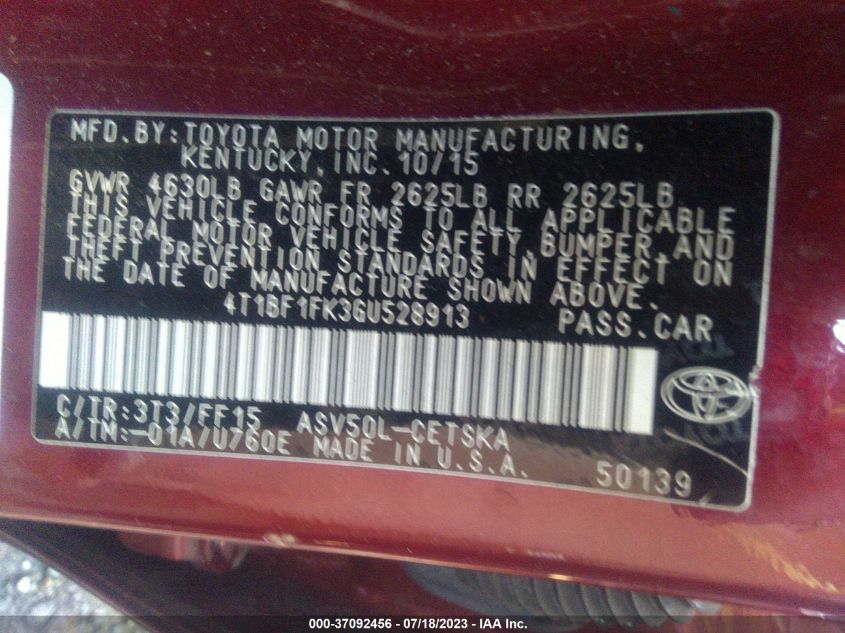 MFD.BY:TOYOTA MOTOR MANUFACTURING,
KENTUCKY,INC.10/15
GVWR 4630LB GAWR FR 2625LB RR 2625LB
THIS VEHICLE CONFORMS TO ALL APPLICABLE
FEDERAL MOTOR VEHICLE SAFETY,BUMPER,AND
THEFT PREVENTION STANDARDS IN EFFECT ON
THE DATE OF MANUFACTURE SHOWN ABOVE.
4T1BF1FK3GU528913 PASS.CAR
C/TR:3T3/FF15 ASV50L-CETSKA
A/TM:-01A/U760E MADE IN U.S.A.
50139
000-37092456 - 07/18/2023 - IAA Inc.